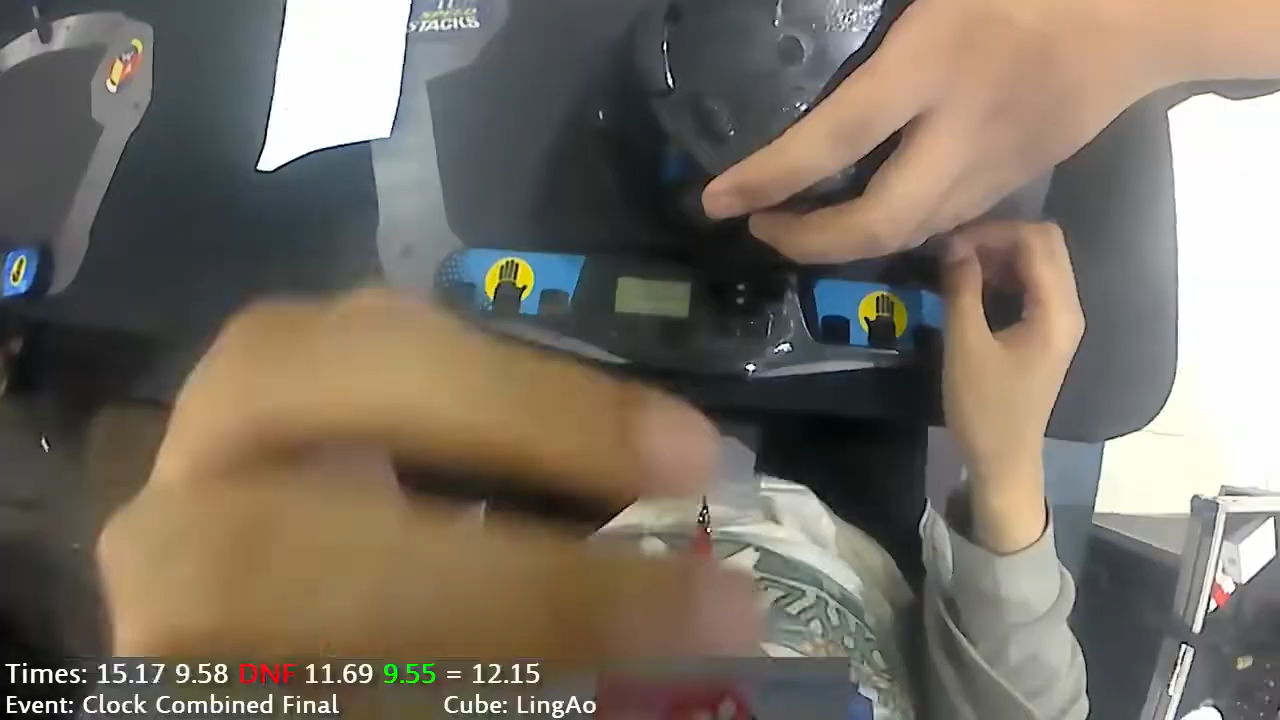 SPEED
STACKS
Times: 15.17 9.58 DNF 11.69 9.55 = 12.15
Event: Clock Combined Final
Cube: LingAo